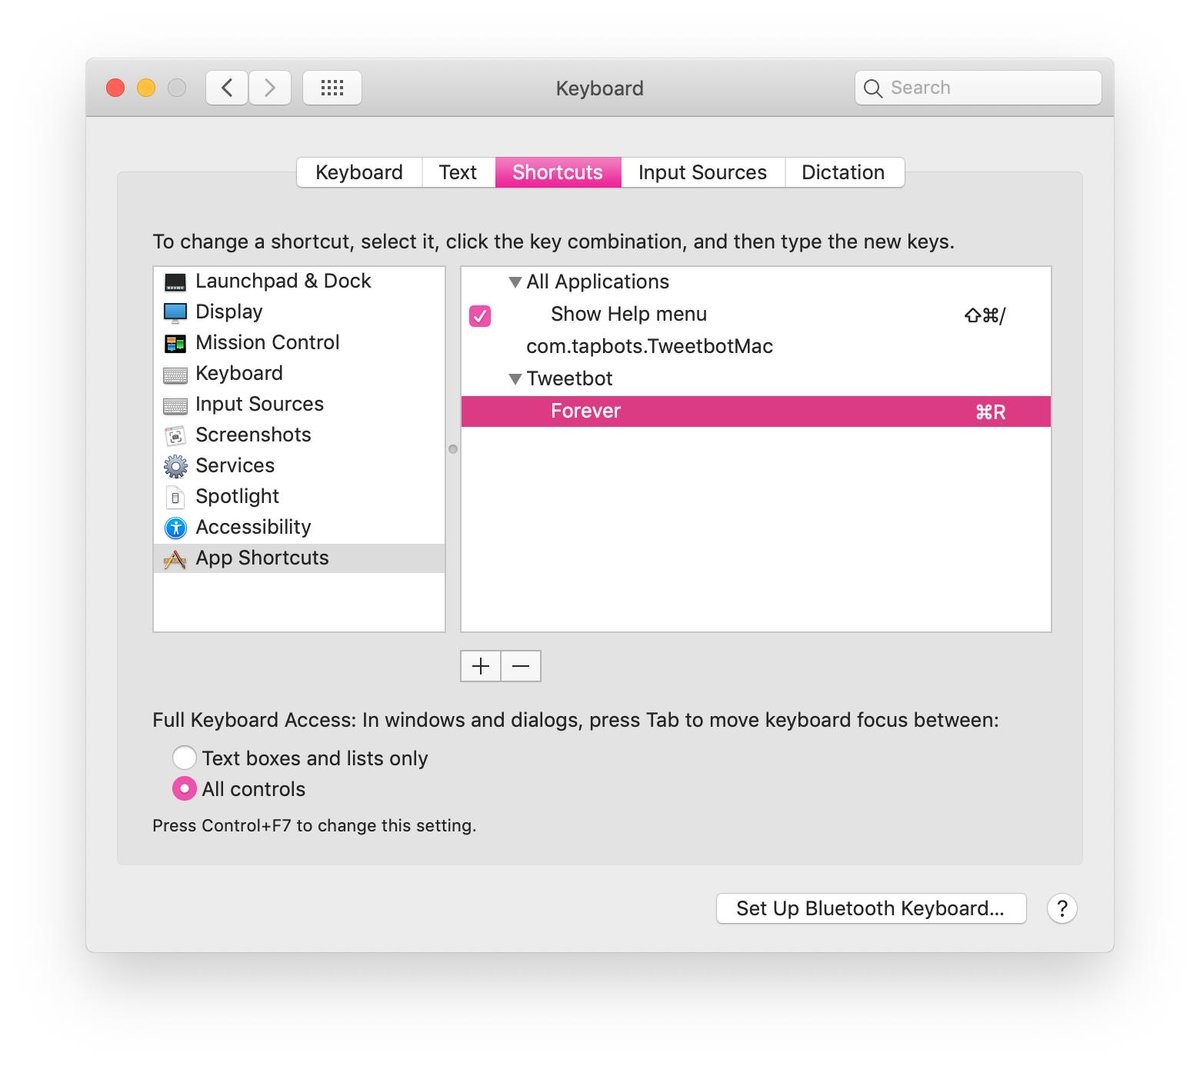 Keyboard
Search
Keyboard
Text
Shortcuts
Input Sources
Dictation
To change a shortcut, select it, click the key combination, and then type the new keys.
Launchpad & Dock
Display
Mission Control
Keyboard
Input Sources
Screenshots
Services
Spotlight
Accessibility
App Shortcuts
All Applications
Show Help menu ⇧⌘/
com.tapbots.TweetbotMac
Tweetbot
Forever ⌘R
Full Keyboard Access: In windows and dialogs, press Tab to move keyboard focus between:
Text boxes and lists only
All controls
Press Control+F7 to change this setting.
Set Up Bluetooth Keyboard...
?